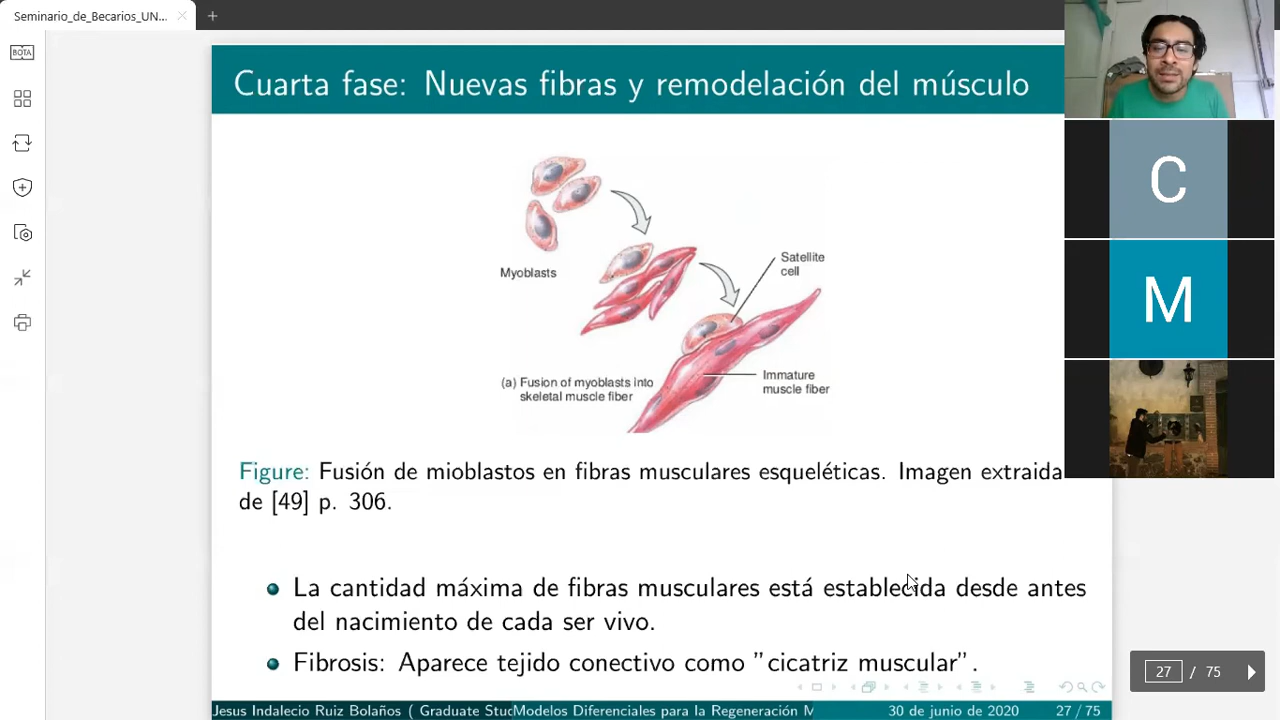 Seminario_de_Becarios_UN...
BOTA
Cuarta fase: Nuevas fibras y remodelación del músculo
Myoblasts
Satellite
cell
(a) Fusion of myoblasts into
skeletal muscle fiber
Immature
muscle fiber
Figure: Fusión de mioblastos en fibras musculares esqueléticas. Imagen extraida
de [49] p. 306.
La cantidad máxima de fibras musculares está establecida desde antes
del nacimiento de cada ser vivo.
Fibrosis: Aparece tejido conectivo como "cicatriz muscular".
Jesus Indalecio Ruiz Bolaños ( Graduate Stud
Modelos Diferenciales para la Regeneración M
30 de junio de 2020
27 / 75
27 / 75
C
M